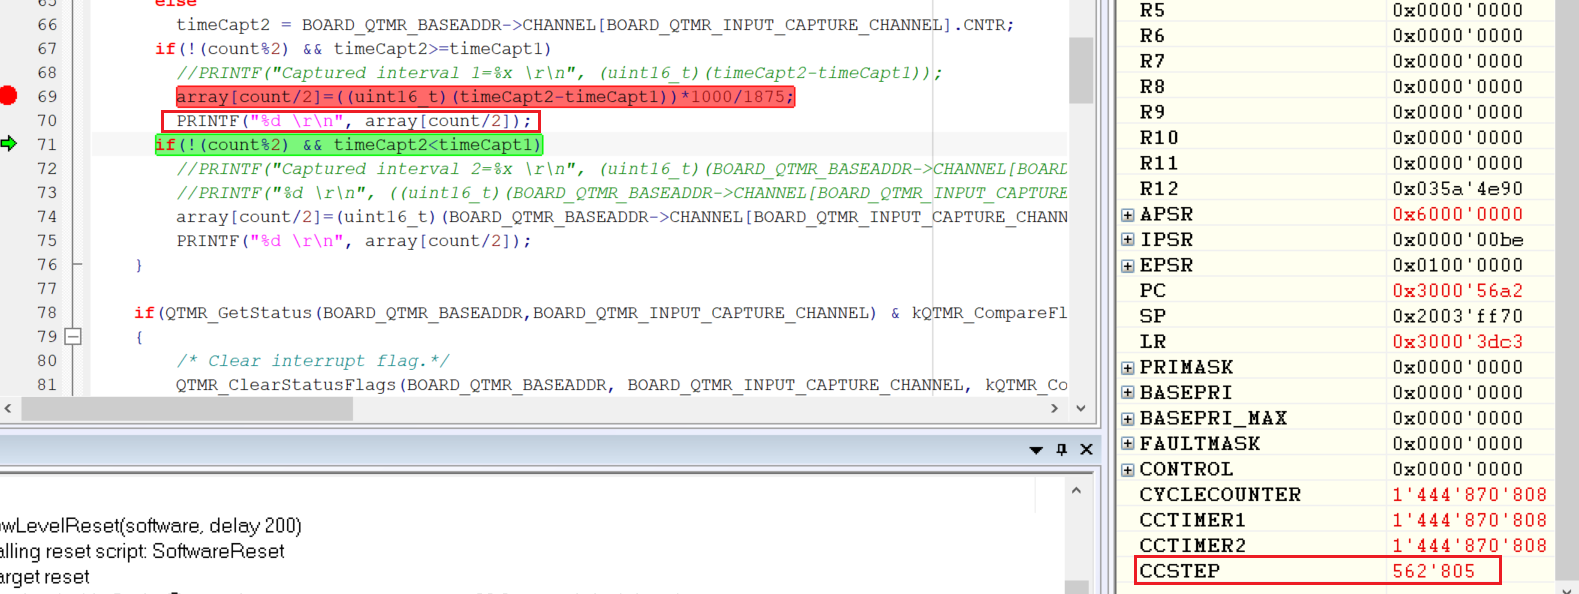 65 else
66 timeCapt2 = BOARD_QTMR_BASEADDR->CHANNEL[BOARD_QTMR_INPUT_CAPTURE_CHANNEL].CNTR;
67 if(!(count%2) && timeCapt2>=timeCapt1)
68 //PRINTF("Captured interval 1=%x \r\n", (uint16_t)(timeCapt2-timeCapt1));
69 array[count/2]=((uint16_t)(timeCapt2-timeCapt1))*1000/1875;
70 PRINTF("%d \r\n", array[count/2]);
71 if(!(count%2) && timeCapt2<timeCapt1)
72 //PRINTF("Captured interval 2=%x \r\n", (uint16_t)(BOARD_QTMR_BASEADDR->CHANNEL[BOARD
73 //PRINTF("%d \r\n", ((uint16_t)(BOARD_QTMR_BASEADDR->CHANNEL[BOARD_QTMR_INPUT_CAPTURE
74 array[count/2]=(uint16_t)(BOARD_QTMR_BASEADDR->CHANNEL[BOARD_QTMR_INPUT_CAPTURE_CHANN
75 PRINTF("%d \r\n", array[count/2]);
76 }
77
78 if(QTMR_GetStatus(BOARD_QTMR_BASEADDR,BOARD_QTMR_INPUT_CAPTURE_CHANNEL) & kQTMR_CompareFl
79 {
80 /* Clear interrupt flag.*/
81 QTMR_ClearStatusFlags(BOARD_QTMR_BASEADDR, BOARD_QTMR_INPUT_CAPTURE_CHANNEL, kQTMR_Co
owLevelReset(software, delay 200)
alling reset script: SoftwareReset
arget reset
R5 0x0000'0000
R6 0x0000'0000
R7 0x0000'0000
R8 0x0000'0000
R9 0x0000'0000
R10 0x0000'0000
R11 0x0000'0000
R12 0x035a'4e90
APSR 0x6000'0000
IPSR 0x0000'00be
EPSR 0x0100'0000
PC 0x3000'56a2
SP 0x2003'ff70
LR 0x3000'3dc3
PRIMASK 0x0000'0000
BASEPRI 0x0000'0000
BASEPRI_MAX 0x0000'0000
FAULTMASK 0x0000'0000
CONTROL 0x0000'0000
CYCLECOUNTER 1'444'870'808
CCTIMER1 1'444'870'808
CCTIMER2 1'444'870'808
CCSTEP 562'805